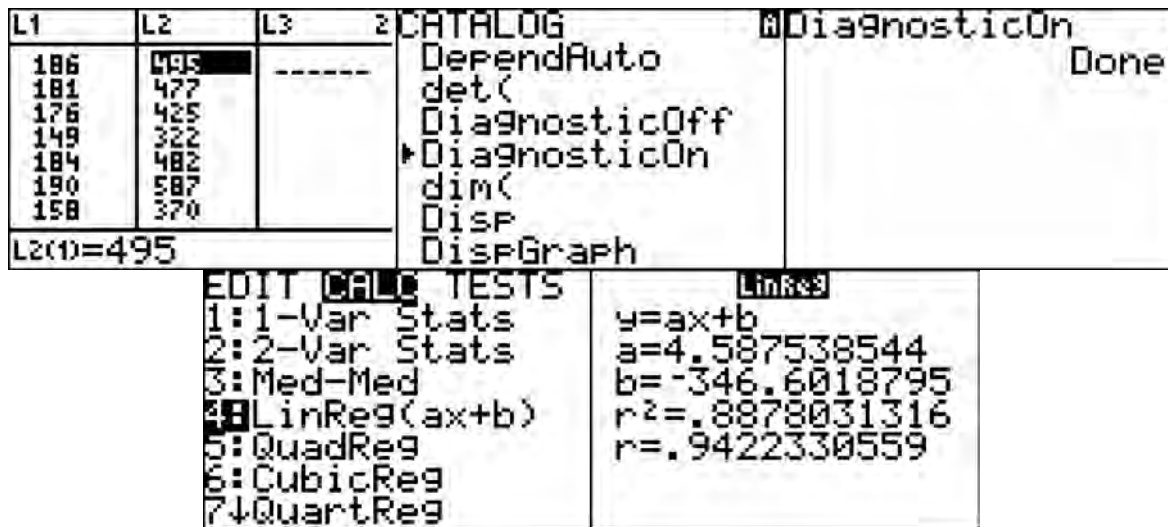 L1 L2 L3 2
186 495 ------
181 477
176 425
149 322
184 482
190 587
158 370
L2(1)=495
CATALOG
DependAuto
det(
DiagnosticOff
▸DiagnosticOn
dim(
Disp
DispGraph
DiagnosticOn
Done
EDIT CALC TESTS
1:1-Var Stats
2:2-Var Stats
3:Med-Med
4:LinReg(ax+b)
5:QuadReg
6:CubicReg
7↓QuartReg
LinReg
y=ax+b
a=4.587538544
b=-346.6018795
r²=.8878031316
r=.9422330559